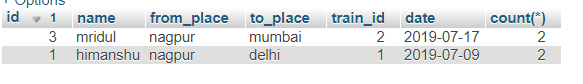 + Options
id 1 name from_place to_place train_id date count(*)
3 mridul nagpur mumbai 2 2019-07-17 2
1 himanshu nagpur delhi 1 2019-07-09 2